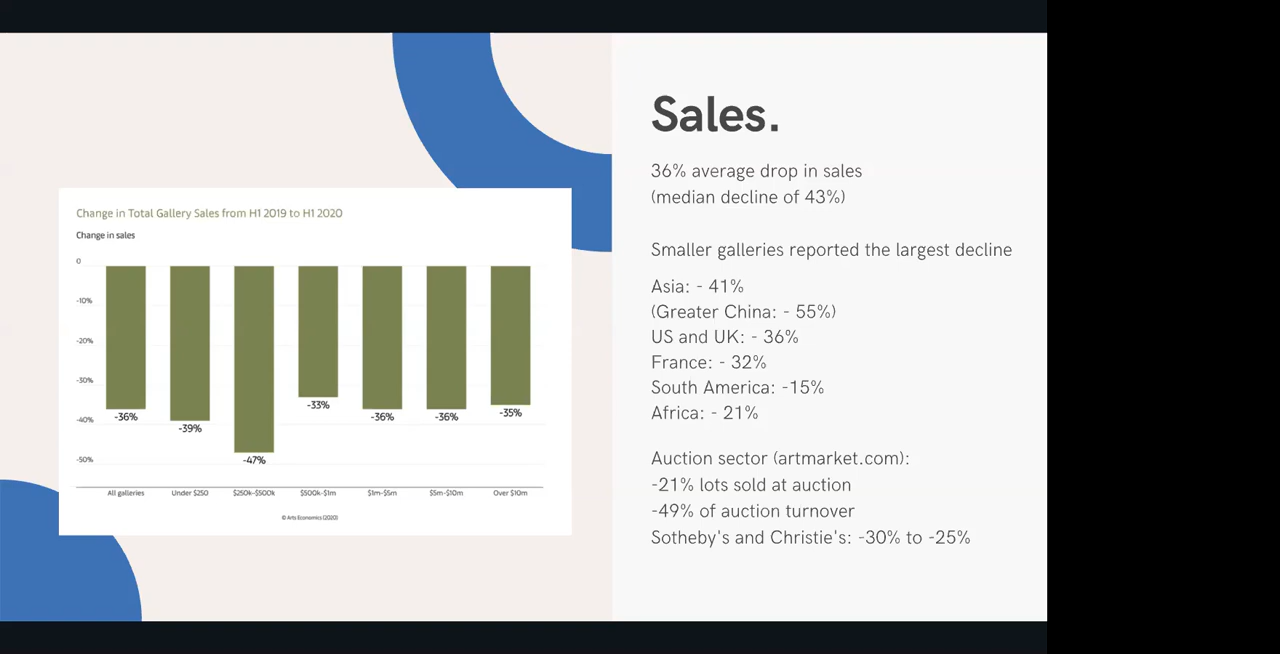 Change in Total Gallery Sales from H1 2019 to H1 2020
Change in sales
0
-10%
-20%
-30%
-40%
-50%
-36%
-39%
-47%
-33%
-36%
-36%
-35%
All galleries
Under $250
$250k-$500k
$500k-$1m
$1m-$5m
$5m-$10m
Over $10m
© Arts Economics (2020)
Sales.
36% average drop in sales
(median decline of 43%)
Smaller galleries reported the largest decline
Asia: - 41%
(Greater China: - 55%)
US and UK: - 36%
France: - 32%
South America: -15%
Africa: - 21%
Auction sector (artmarket.com):
-21% lots sold at auction
-49% of auction turnover
Sotheby's and Christie's: -30% to -25%